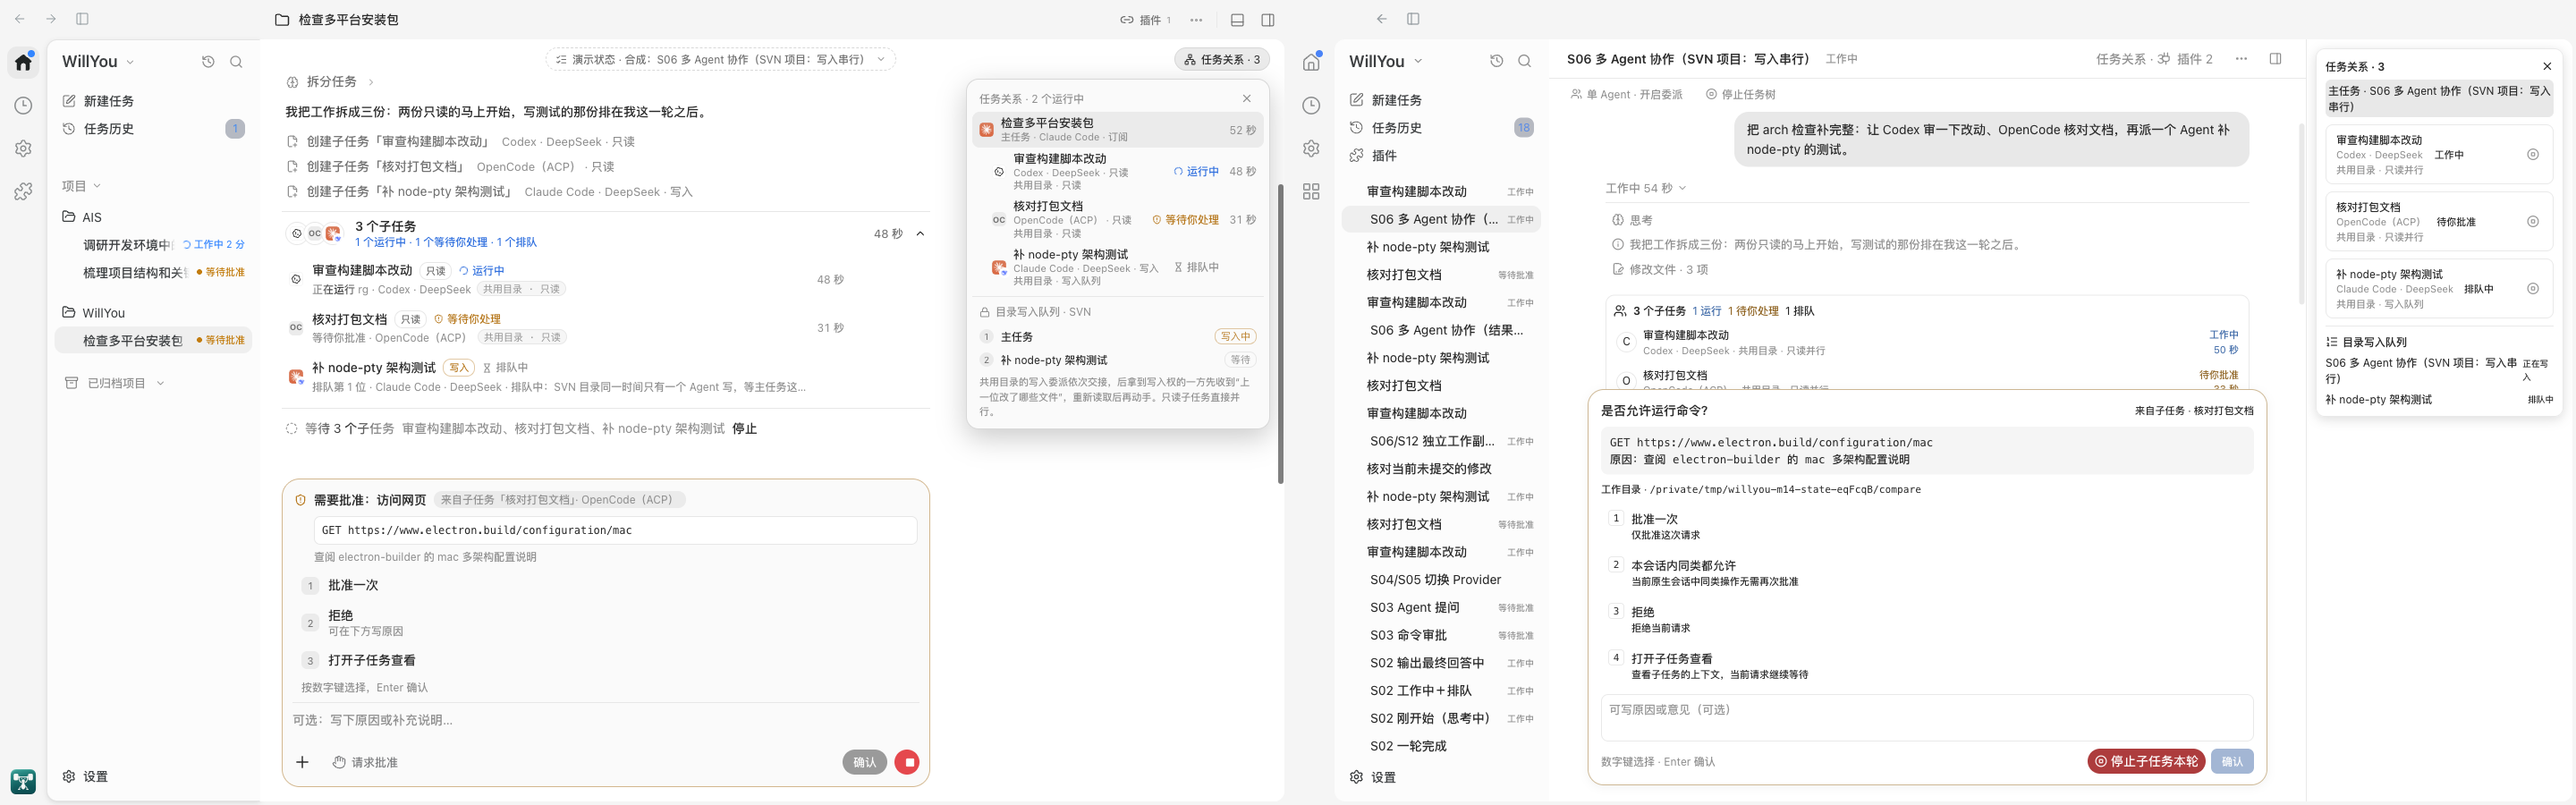 检查多平台安装包
插件 1
WillYou
新建任务
任务历史 1
项目
AIS
调研开发环境中 工作中 2 分
梳理项目结构和关 等待批准
WillYou
检查多平台安装包 等待批准
已归档项目
设置
演示状态 · 合成：S06 多 Agent 协作（SVN 项目：写入串行）
任务关系 · 3
拆分任务
我把工作拆成三份：两份只读的马上开始，写测试的那份排在我这一轮之后。
创建子任务「审查构建脚本改动」 Codex · DeepSeek · 只读
创建子任务「核对打包文档」 OpenCode（ACP） · 只读
创建子任务「补 node-pty 架构测试」 Claude Code · DeepSeek · 写入
OC
3 个子任务
1 个运行中 · 1 个等待你处理 · 1 个排队
48 秒
审查构建脚本改动 只读 运行中
正在运行 rg · Codex · DeepSeek 共用目录 · 只读
48 秒
OC
核对打包文档 只读 等待你处理
等待你批准 · OpenCode（ACP） 共用目录 · 只读
31 秒
补 node-pty 架构测试 写入 排队中
排队第 1 位 · Claude Code · DeepSeek · 排队中：SVN 目录同一时间只有一个 Agent 写，等主任务这...
等待 3 个子任务 审查构建脚本改动、核对打包文档、补 node-pty 架构测试 停止
需要批准：访问网页 来自子任务「核对打包文档」· OpenCode（ACP）
GET https://www.electron.build/configuration/mac
查阅 electron-builder 的 mac 多架构配置说明
1 批准一次
2 拒绝
可在下方写原因
3 打开子任务查看
按数字键选择，Enter 确认
可选：写下原因或补充说明...
请求批准
确认
任务关系 · 2 个运行中
检查多平台安装包
主任务 · Claude Code · 订阅
52 秒
审查构建脚本改动
Codex · DeepSeek · 只读
共用目录 · 只读
运行中 48 秒
OC
核对打包文档
OpenCode（ACP） · 只读
共用目录 · 只读
等待你处理 31 秒
补 node-pty 架构测试
Claude Code · DeepSeek · 写入
共用目录 · 写入队列
排队中
目录写入队列 · SVN
1 主任务 写入中
2 补 node-pty 架构测试 等待
共用目录的写入委派依次交接，后拿到写入权的一方先收到“上
一位改了哪些文件”，重新读取后再动手。只读子任务直接并
行。
WillYou
新建任务
任务历史 18
插件
审查构建脚本改动 工作中
S06 多 Agent 协作（... 工作中
补 node-pty 架构测试
核对打包文档 等待批准
审查构建脚本改动 工作中
S06 多 Agent 协作（结果...
补 node-pty 架构测试
核对打包文档
审查构建脚本改动
S06/S12 独立工作副... 工作中
核对当前未提交的修改
补 node-pty 架构测试 工作中
核对打包文档 等待批准
审查构建脚本改动 工作中
S04/S05 切换 Provider
S03 Agent 提问 等待批准
S03 命令审批 等待批准
S02 输出最终回答中 工作中
S02 工作中＋排队 工作中
S02 刚开始（思考中） 工作中
S02 一轮完成
设置
S06 多 Agent 协作（SVN 项目：写入串行） 工作中
任务关系 · 3 插件 2
单 Agent · 开启委派 停止任务树
把 arch 检查补完整：让 Codex 审一下改动、OpenCode 核对文档，再派一个 Agent 补
node-pty 的测试。
工作中 54 秒
思考
我把工作拆成三份：两份只读的马上开始，写测试的那份排在我这一轮之后。
修改文件 · 3 项
3 个子任务 1 运行 1 待你处理 1 排队
C
审查构建脚本改动
Codex · DeepSeek · 共用目录 · 只读并行
工作中
50 秒
O
核对打包文档
待你批准
是否允许运行命令？
来自子任务 · 核对打包文档
GET https://www.electron.build/configuration/mac
原因：查阅 electron-builder 的 mac 多架构配置说明
工作目录 · /private/tmp/willyou-m14-state-eqFcqB/compare
1 批准一次
仅批准这次请求
2 本会话内同类都允许
当前原生会话中同类操作无需再次批准
3 拒绝
拒绝当前请求
4 打开子任务查看
查看子任务的上下文，当前请求继续等待
可写原因或意见（可选）
数字键选择 · Enter 确认
停止子任务本轮
确认
任务关系 · 3
主任务 · S06 多 Agent 协作（SVN 项目：写入
串行）
审查构建脚本改动
Codex · DeepSeek 工作中
共用目录 · 只读并行
核对打包文档
OpenCode（ACP） 待你批准
共用目录 · 只读并行
补 node-pty 架构测试
Claude Code · DeepSeek 排队中
共用目录 · 写入队列
目录写入队列
S06 多 Agent 协作（SVN 项目：写入串
行）
正在写
入
补 node-pty 架构测试 排队中